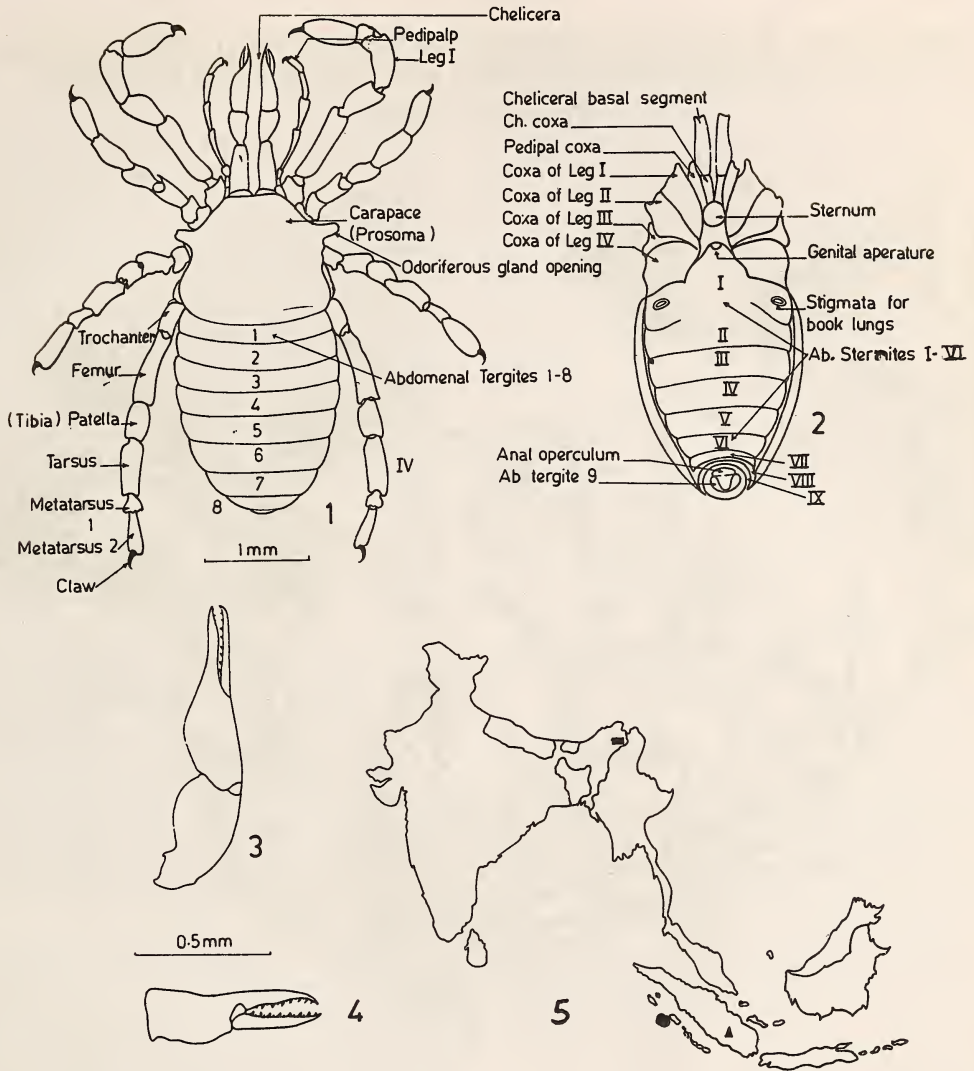 Chelicera
Pedipalp
Leg I
Carapace
(Prosoma)
Odoriferous gland opening
Trochanter
Femur
(Tibia) Patella
Tarsus
Metatarsus
1
Metatarsus 2
Claw
1
2
3
4
5
6
7
8
Abdomenal Tergites 1-8
IV
1
1mm
Cheliceral basal segment
Ch. coxa
Pedipal coxa
Coxa of Leg I
Coxa of Leg II
Coxa of Leg III
Coxa of Leg IV
Sternum
Genital aperature
Stigmata for
book lungs
Ab. Sternites I-VI
I
II
III
IV
V
VI
VII
VIII
IX
Anal operculum
Ab tergite 9
2
3
0.5mm
4
5